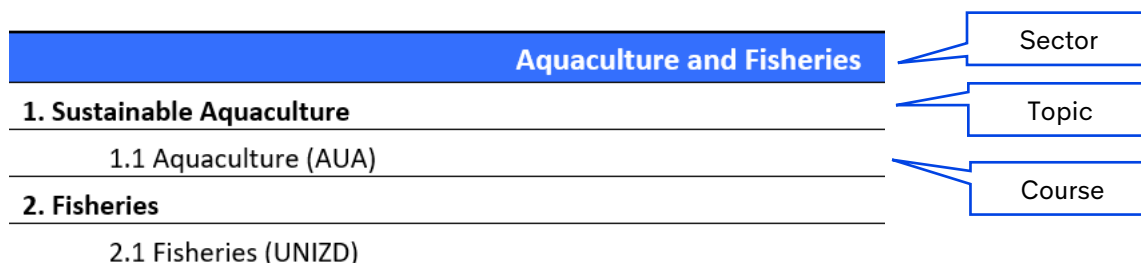 Aquaculture and Fisheries
Sector
1. Sustainable Aquaculture
Topic
1.1 Aquaculture (AUA)
Course
2. Fisheries
2.1 Fisheries (UNIZD)